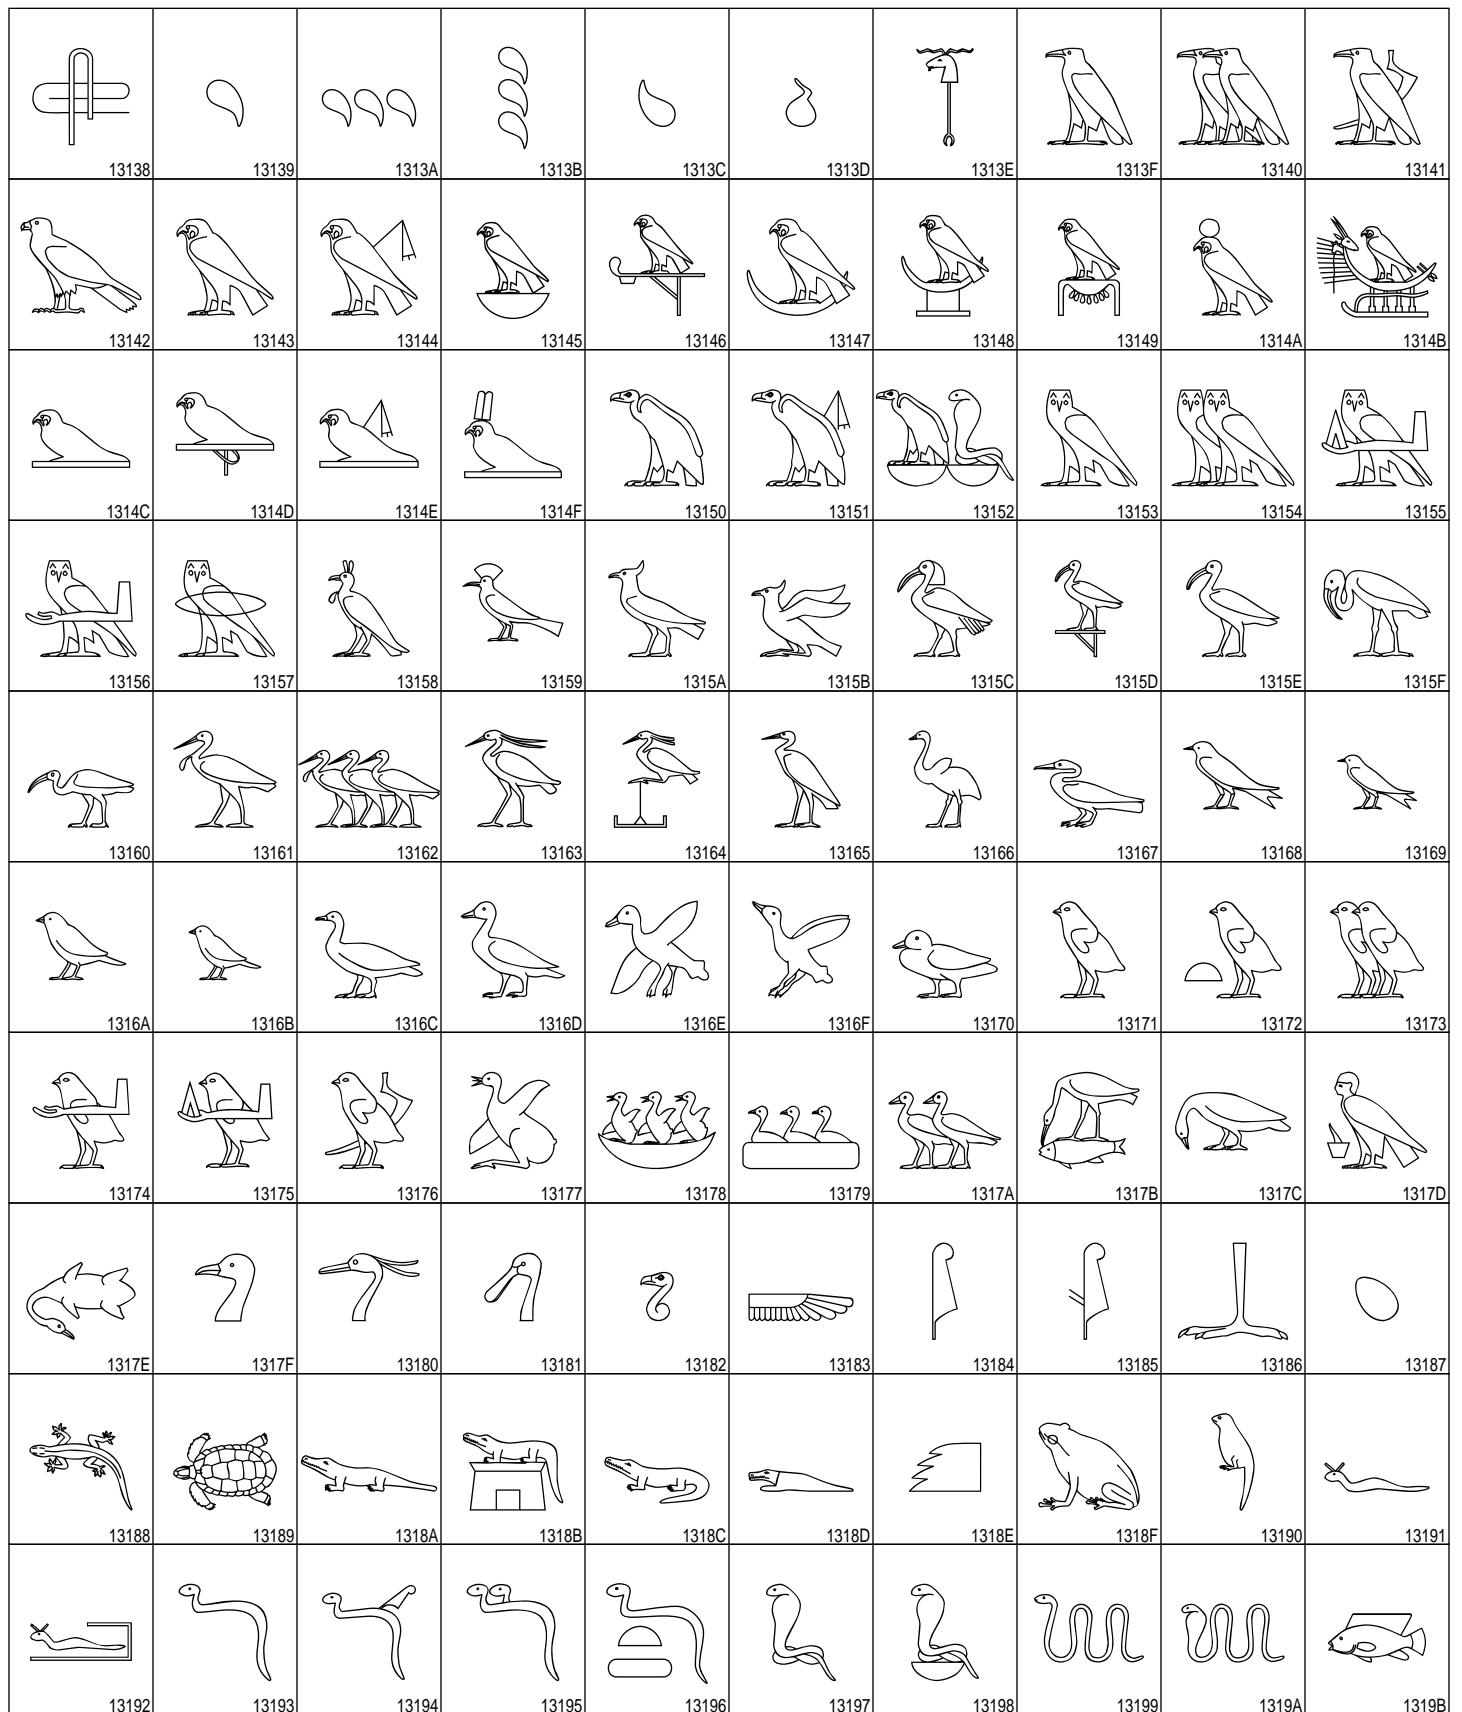 𓄸 𓄹 𓄺 𓄻 𓄼 𓄽 𓄾 𓄿 𓅀 𓅁
13138 13139 1313A 1313B 1313C 1313D 1313E 1313F 13140 13141
𓅂 𓅃 𓅄 𓅅 𓅆 𓅇 𓅈 𓅉 𓅊 𓅋
13142 13143 13144 13145 13146 13147 13148 13149 1314A 1314B
𓅌 𓅍 𓅎 𓅏 𓅐 𓅑 𓅒 𓅓 𓅔 𓅕
1314C 1314D 1314E 1314F 13150 13151 13152 13153 13154 13155
𓅖 𓅗 𓅘 𓅙 𓅚 𓅛 𓅜 𓅝 𓅞 𓅟
13156 13157 13158 13159 1315A 1315B 1315C 1315D 1315E 1315F
𓅠 𓅡 𓅢 𓅣 𓅤 𓅥 𓅦 𓅧 𓅨 𓅩
13160 13161 13162 13163 13164 13165 13166 13167 13168 13169
𓅪 𓅫 𓅬 𓅭 𓅮 𓅯 𓅰 𓅱 𓅲 𓅳
1316A 1316B 1316C 1316D 1316E 1316F 13170 13171 13172 13173
𓅴 𓅵 𓅶 𓅷 𓅸 𓅹 𓅺 𓅻 𓅼 𓅽
13174 13175 13176 13177 13178 13179 1317A 1317B 1317C 1317D
𓅾 𓅿 𓆀 𓆁 𓆂 𓆃 𓆄 𓆅 𓆆 𓆇
1317E 1317F 13180 13181 13182 13183 13184 13185 13186 13187
𓆈 𓆉 𓆊 𓆋 𓆌 𓆍 𓆎 𓆏 𓆐 𓆑
13188 13189 1318A 1318B 1318C 1318D 1318E 1318F 13190 13191
𓆒 𓆓 𓆔 𓆕 𓆖 𓆗 𓆘 𓆙 𓆚 𓆛
13192 13193 13194 13195 13196 13197 13198 13199 1319A 1319B